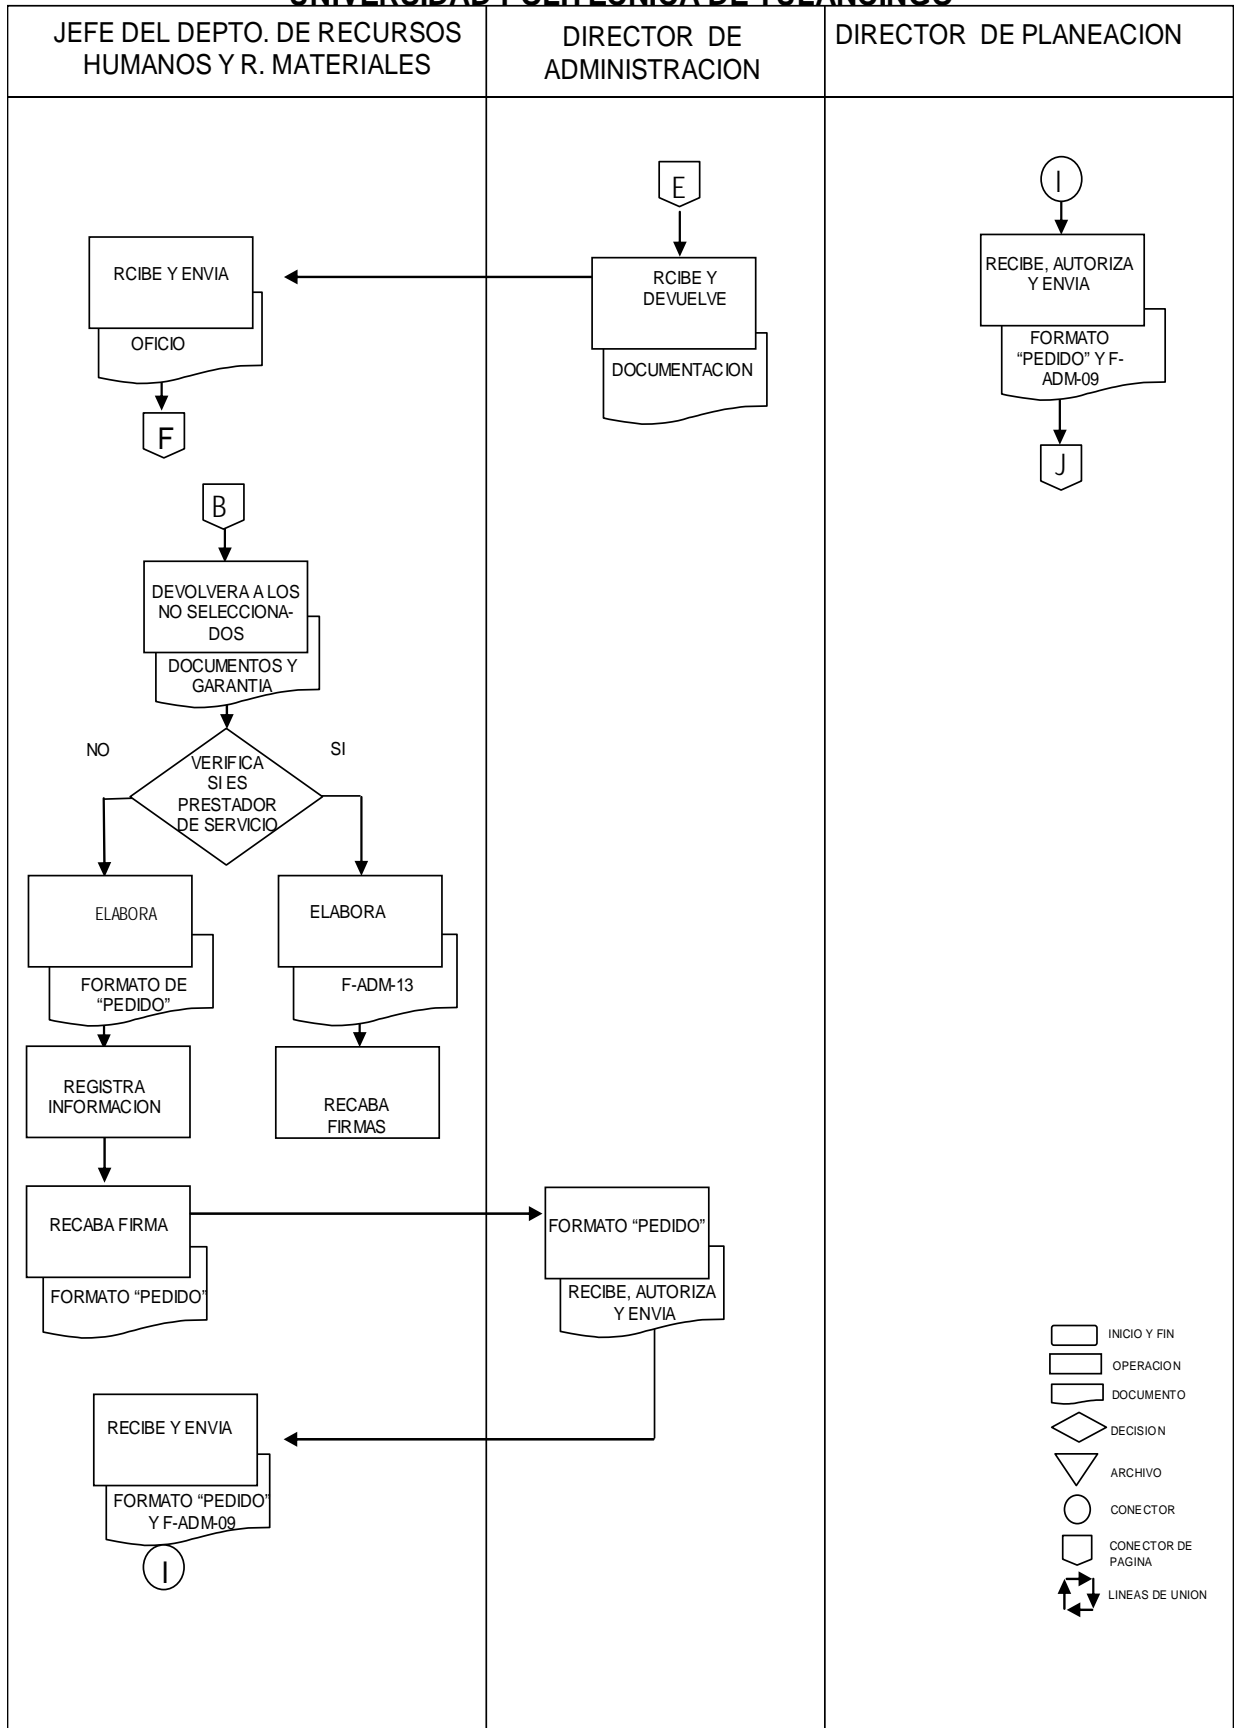 UNIVERSIDAD POLITECNICA DE TULANCINGO
JEFE DEL DEPTO. DE RECURSOS
HUMANOS Y R. MATERIALES
DIRECTOR DE
ADMINISTRACION
DIRECTOR DE PLANEACION
E
I
RCIBE Y ENVIA
OFICIO
F
RCIBE Y
DEVUELVE
DOCUMENTACION
RECIBE, AUTORIZA
Y ENVIA
FORMATO
“PEDIDO” Y F-
ADM-09
J
B
DEVOLVERA A LOS
NO SELECCIONA-
DOS
DOCUMENTOS Y
GARANTIA
NO
SI
VERIFICA
SI ES
PRESTADOR
DE SERVICIO
ELABORA
FORMATO DE
“PEDIDO”
ELABORA
F-ADM-13
REGISTRA
INFORMACION
RECABA
FIRMAS
RECABA FIRMA
FORMATO “PEDIDO”
FORMATO “PEDIDO”
RECIBE, AUTORIZA
Y ENVIA
RECIBE Y ENVIA
FORMATO “PEDIDO”
Y F-ADM-09
I
INICIO Y FIN
OPERACION
DOCUMENTO
DECISION
ARCHIVO
CONECTOR
CONECTOR DE
PAGINA
LINEAS DE UNION